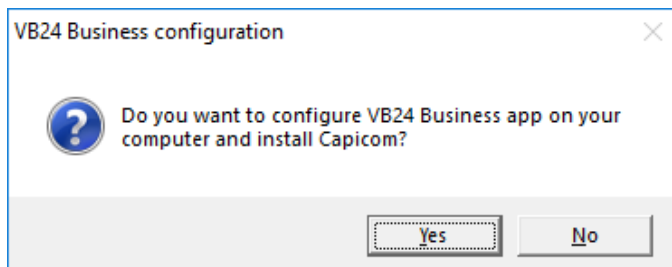 VB24 Business configuration
Do you want to configure VB24 Business app on your
computer and install Capicom?
Yes No